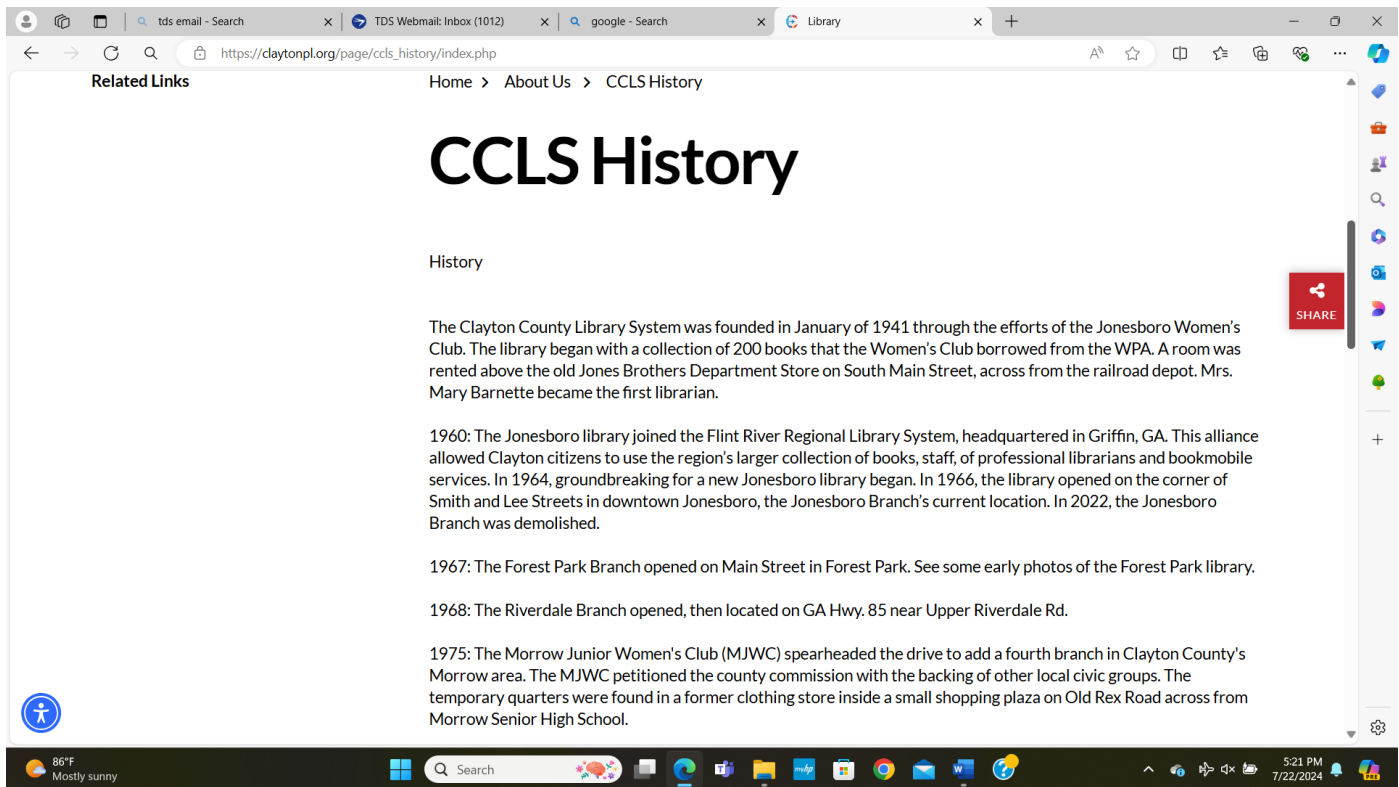 tds email - Search
TDS Webmail: Inbox (1012)
google - Search
Library
https://claytonpl.org/page/ccls_history/index.php
Related Links
Home > About Us > CCLS History
CCLS History
History
SHARE
The Clayton County Library System was founded in January of 1941 through the efforts of the Jonesboro Women's
Club. The library began with a collection of 200 books that the Women's Club borrowed from the WPA. A room was
rented above the old Jones Brothers Department Store on South Main Street, across from the railroad depot. Mrs.
Mary Barnette became the first librarian.
1960: The Jonesboro library joined the Flint River Regional Library System, headquartered in Griffin, GA. This alliance
allowed Clayton citizens to use the region's larger collection of books, staff, of professional librarians and bookmobile
services. In 1964, groundbreaking for a new Jonesboro library began. In 1966, the library opened on the corner of
Smith and Lee Streets in downtown Jonesboro, the Jonesboro Branch's current location. In 2022, the Jonesboro
Branch was demolished.
1967: The Forest Park Branch opened on Main Street in Forest Park. See some early photos of the Forest Park library.
1968: The Riverdale Branch opened, then located on GA Hwy. 85 near Upper Riverdale Rd.
1975: The Morrow Junior Women's Club (MJWC) spearheaded the drive to add a fourth branch in Clayton County's
Morrow area. The MJWC petitioned the county commission with the backing of other local civic groups. The
temporary quarters were found in a former clothing store inside a small shopping plaza on Old Rex Road across from
Morrow Senior High School.
86°F
Mostly sunny
Search
myhp
5:21 PM
7/22/2024
PRE